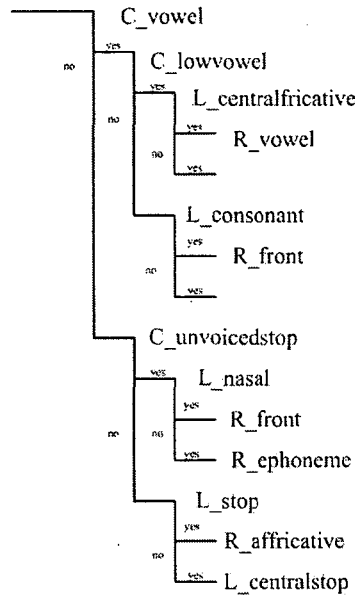 C_vowel
yes
no
C_lowvowel
yes
no
L_centralfricative
yes
R_vowel
no
yes
L_consonant
yes
R_front
no
yes
C_unvoicedstop
yes
L_nasal
yes
R_front
no
no
yes
R_ephoneme
L_stop
yes
R_affricative
no
yes
L_centralstop